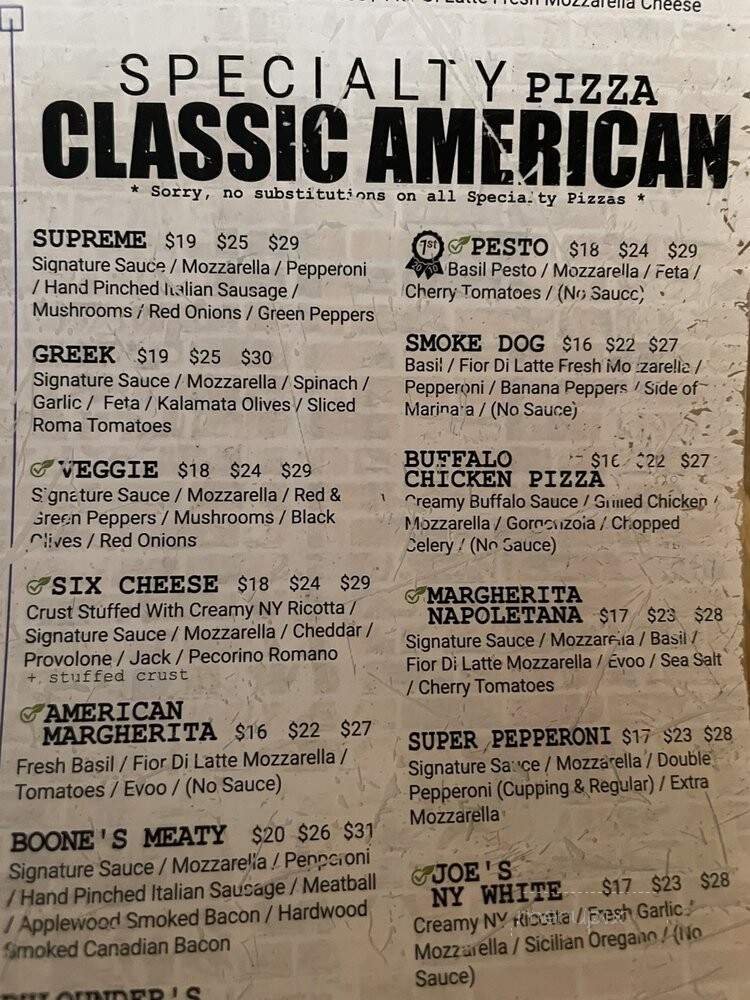 Di Latte Fresh Mozzarella Cheese
SPECIALTY PIZZA
CLASSIC AMERICAN
* Sorry, no substitutions on all Specialty Pizzas *
SUPREME $19 $25 $29
Signature Sauce / Mozzarella / Pepperoni
/ Hand Pinched Italian Sausage /
Mushrooms / Red Onions / Green Peppers
GREEK $19 $25 $30
Signature Sauce / Mozzarella / Spinach /
Garlic / Feta / Kalamata Olives / Sliced
Roma Tomatoes
VEGGIE $18 $24 $29
Signature Sauce / Mozzarella / Red &
Green Peppers / Mushrooms / Black
Olives / Red Onions
SIX CHEESE $18 $24 $29
Crust Stuffed With Creamy NY Ricotta /
Signature Sauce / Mozzarella / Cheddar /
Provolone / Jack / Pecorino Romano
+ stuffed crust
AMERICAN
MARGHERITA $16 $22 $27
Fresh Basil / Fior Di Latte Mozzarella /
Tomatoes / Evoo / (No Sauce)
BOONE'S MEATY $20 $26 $31
Signature Sauce / Mozzarella / Pepperoni
/ Hand Pinched Italian Sausage / Meatball
/ Applewood Smoked Bacon / Hardwood
Smoked Canadian Bacon
1st
PESTO $18 $24 $29
Basil Pesto / Mozzarella / Feta /
Cherry Tomatoes / (No Sauce)
SMOKE DOG $16 $22 $27
Basil / Fior Di Latte Fresh Mozzarella /
Pepperoni / Banana Peppers / Side of
Marinara / (No Sauce)
BUFFALO $16 $22 $27
CHICKEN PIZZA
Creamy Buffalo Sauce / Grilled Chicken /
Mozzarella / Gorgonzola / Chopped
Celery / (No Sauce)
MARGHERITA
NAPOLETANA $17 $23 $28
Signature Sauce / Mozzarella / Basil /
Fior Di Latte Mozzarella / Evoo / Sea Salt
/ Cherry Tomatoes
SUPER PEPPERONI $17 $23 $28
Signature Sauce / Mozzarella / Double
Pepperoni (Cupping & Regular) / Extra
Mozzarella
JOE'S
NY WHITE $17 $23 $28
Creamy NY Ricotta / Fresh Garlic /
Mozzarella / Sicilian Oregano / (No
Sauce)